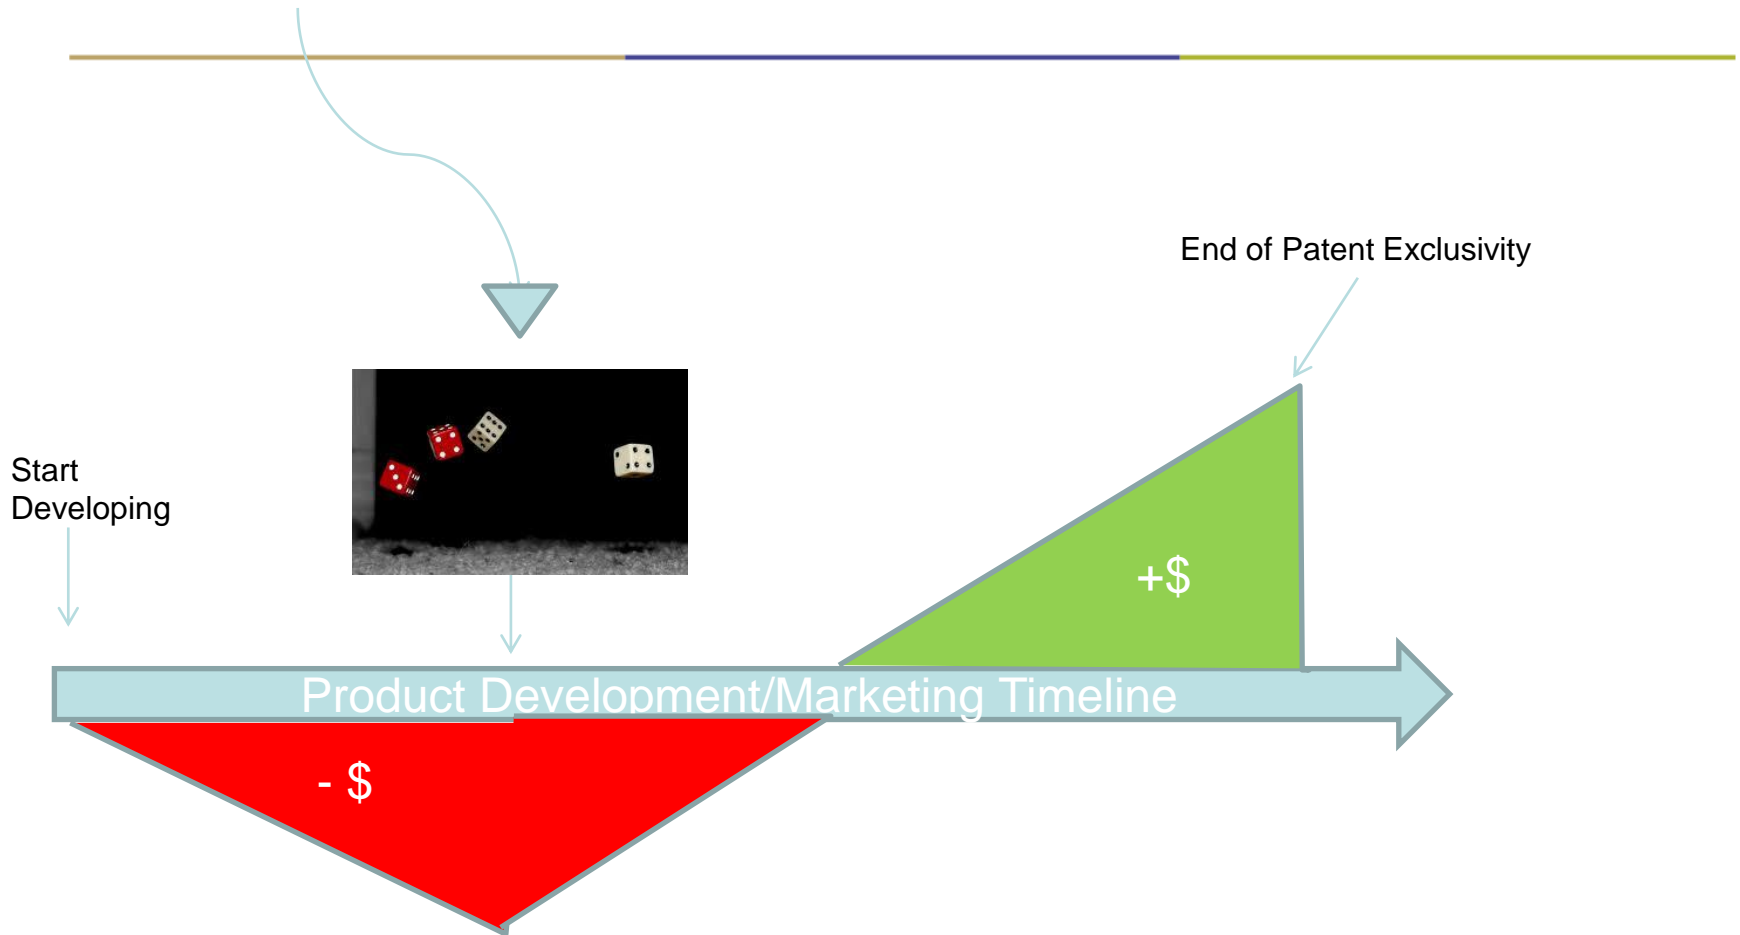 End of Patent Exclusivity
Start
Developing
+$
Product Development/Marketing Timeline
- $